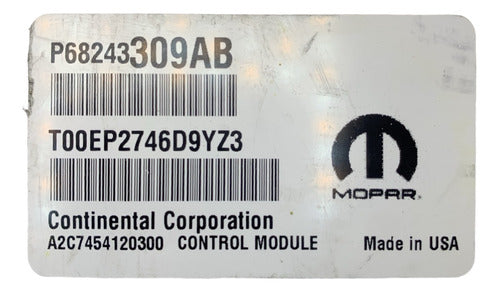 P68243309AB
T00EP2746D9YZ3
MOPAR
Continental Corporation
A2C7454120300 CONTROL MODULE Made in USA